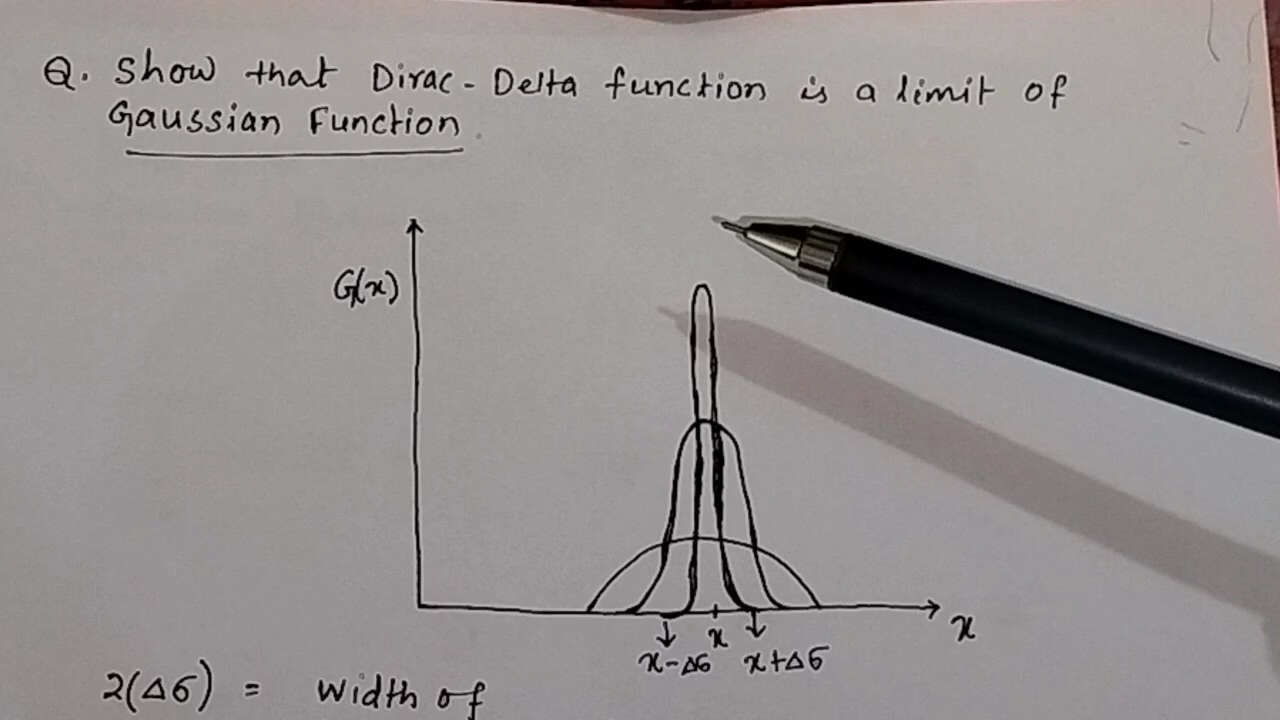 Q. Show that Dirac-Delta function is a limit of
Gaussian Function
G(x)
x
x-Δσ
x+Δσ
x
2(Δσ) = Width of